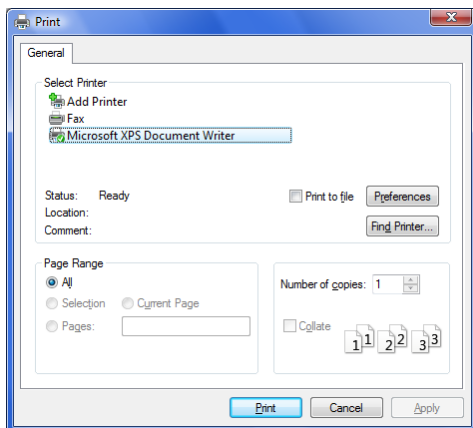 Print
General
Select Printer
Add Printer
Fax
Microsoft XPS Document Writer
Status: Ready
Print to file
Preferences
Location:
Comment:
Find Printer...
Page Range
All
Selection
Current Page
Pages:
Number of copies: 1
Collate
1 1 2 2 3 3
Print
Cancel
Apply